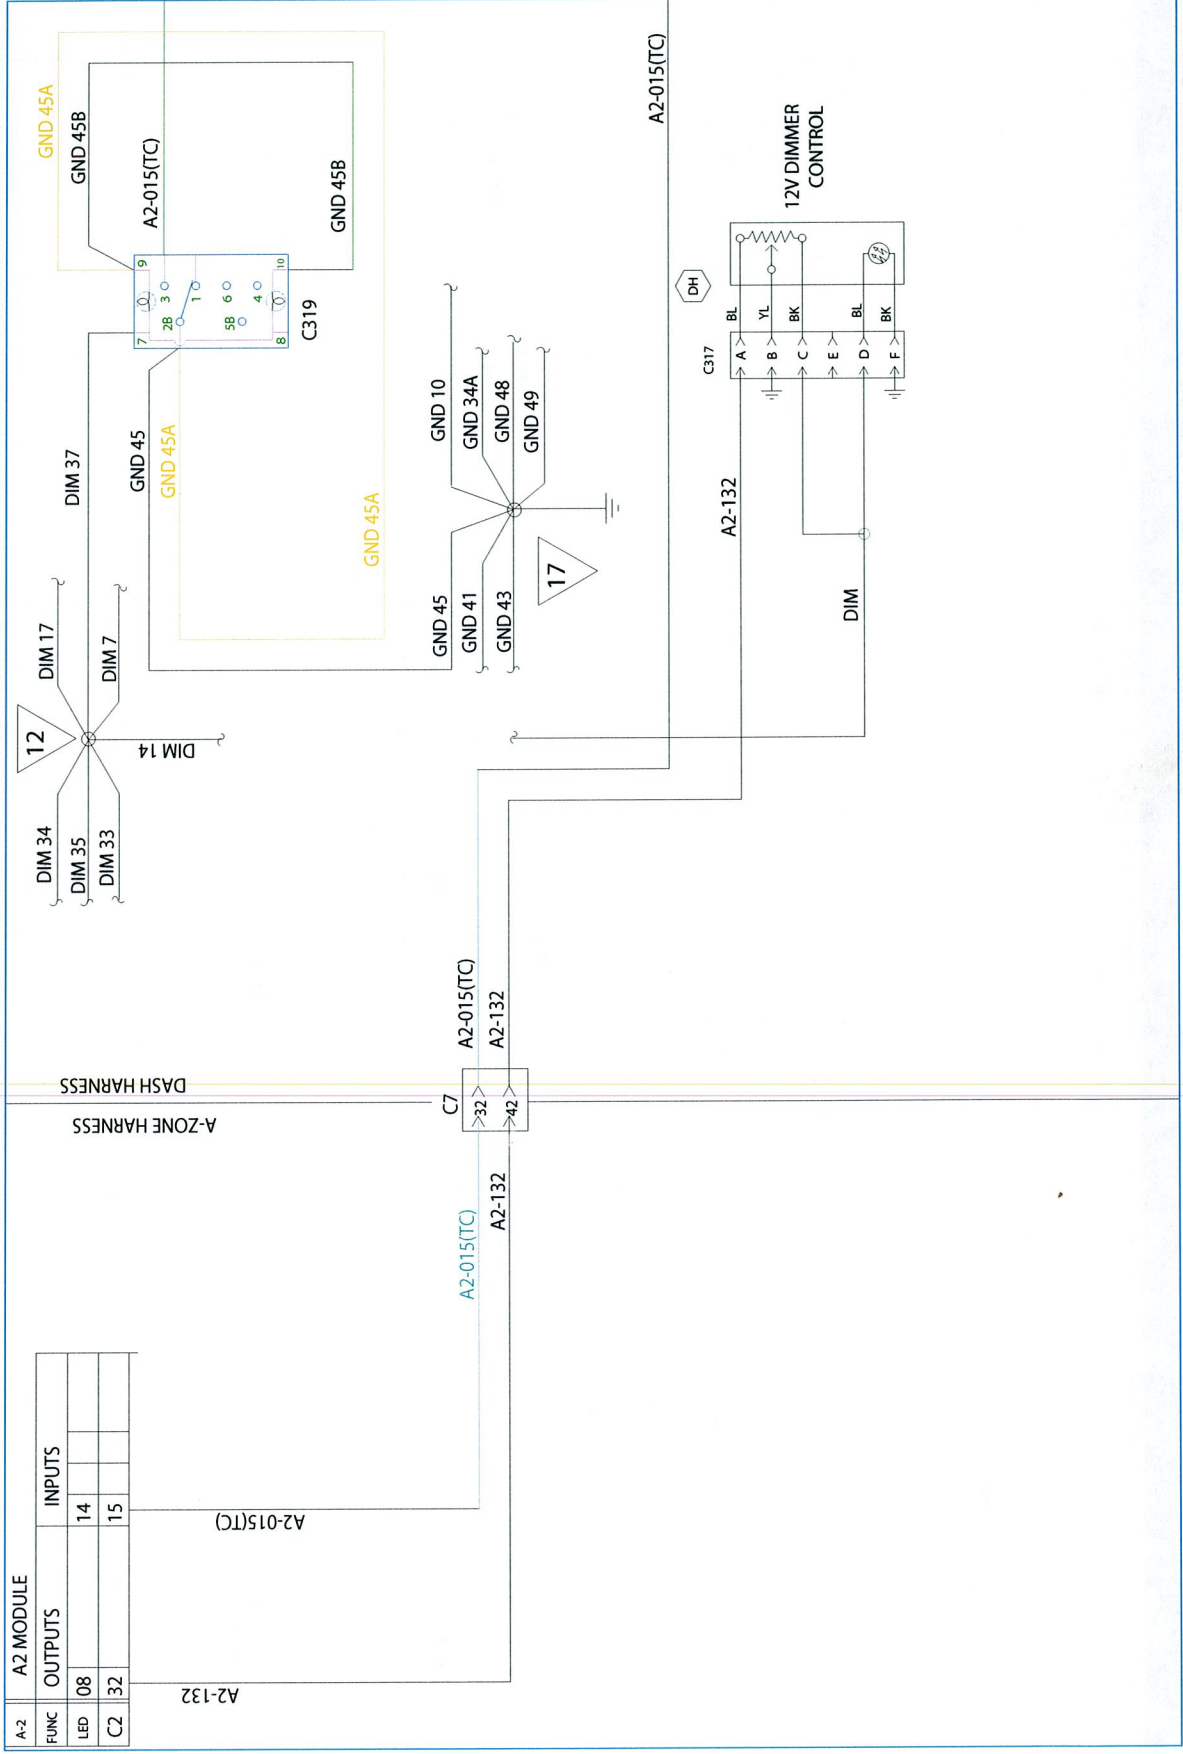 A-2
A2 MODULE
FUNC
OUTPUTS
INPUTS
LED
08
14
C2
32
15
A2-132
A2-015(TC)
A2-015(TC)
A2-132
A-ZONE HARNESS
DASH HARNESS
C7
32
42
A2-015(TC)
A2-132
12
DIM 34
DIM 35
DIM 33
DIM 17
DIM 7
DIM 14
DIM 37
GND 45
GND 45A
GND 45A
GND 45A
GND 45B
A2-015(TC)
GND 45B
7
9
2B
3
1
5B
6
4
8
10
C319
GND 45
GND 41
GND 43
GND 10
GND 34A
GND 48
GND 49
17
A2-015(TC)
A2-132
DIM
C317
A
B
C
E
D
F
BL
YL
BK
BL
BK
DH
12V DIMMER
CONTROL